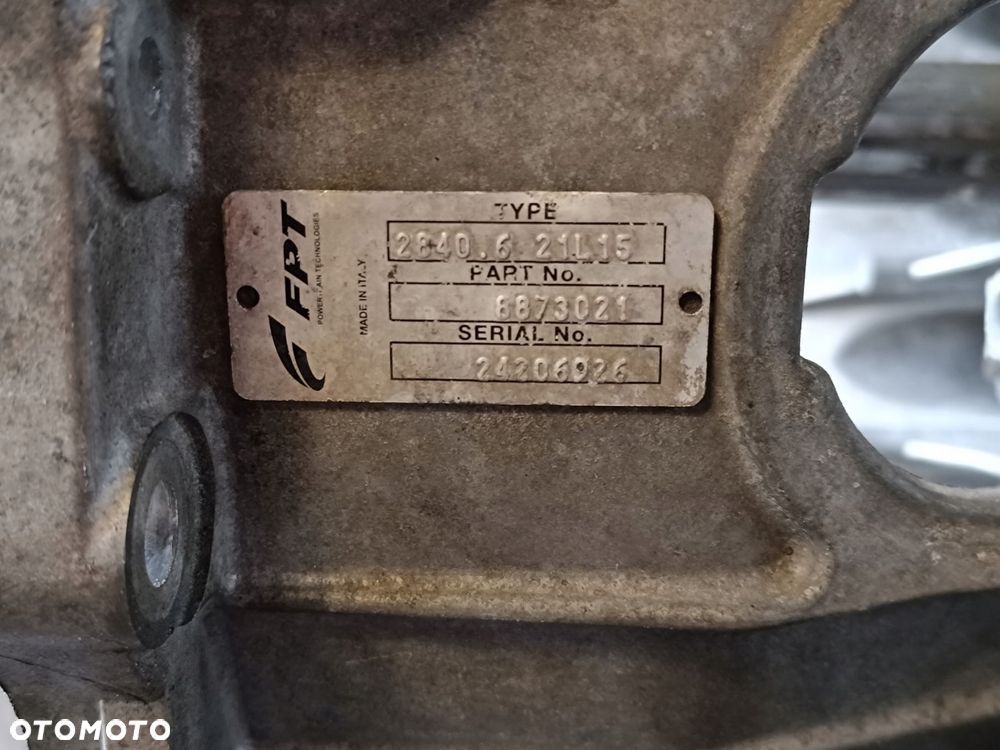 FPT
POWERTRAIN TECHNOLOGIES
MADE IN ITALY
TYPE
2840.6 21L15
PART No.
8873021
SERIAL No.
24206926
OTOMOTO